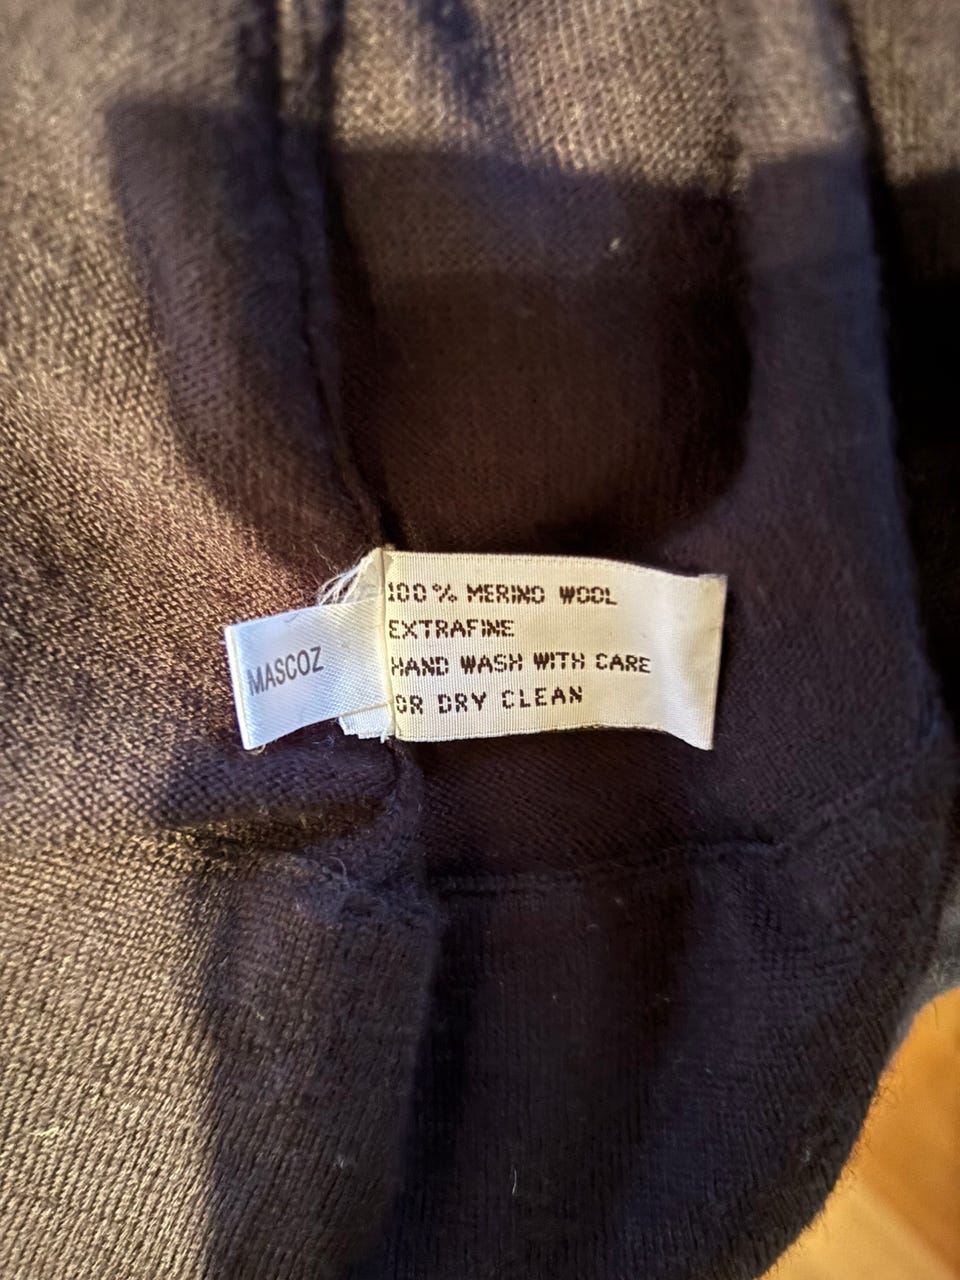 MASCOZ
100% MERINO WOOL
EXTRAFINE
HAND WASH WITH CARE
OR DRY CLEAN